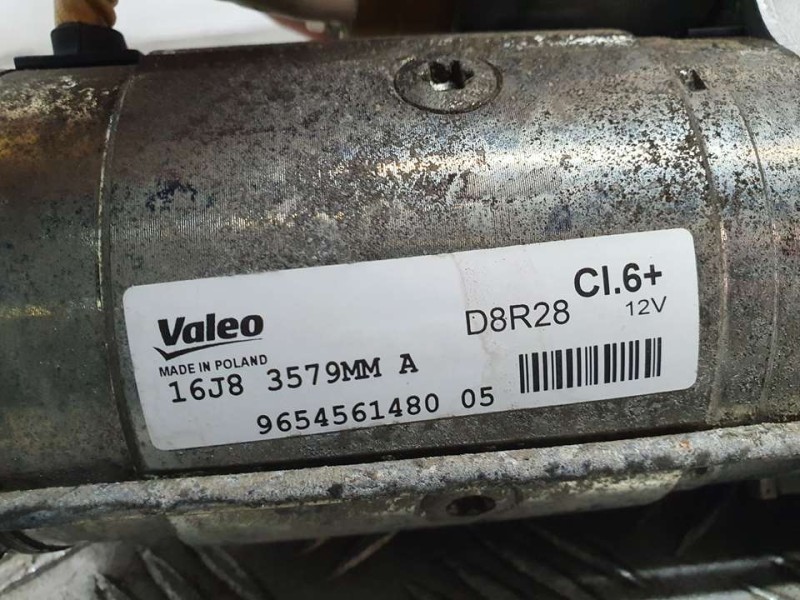 Valeo
MADE IN POLAND
D8R28
Cl.6+
12V
16J8 3579MM A
9654561480 05